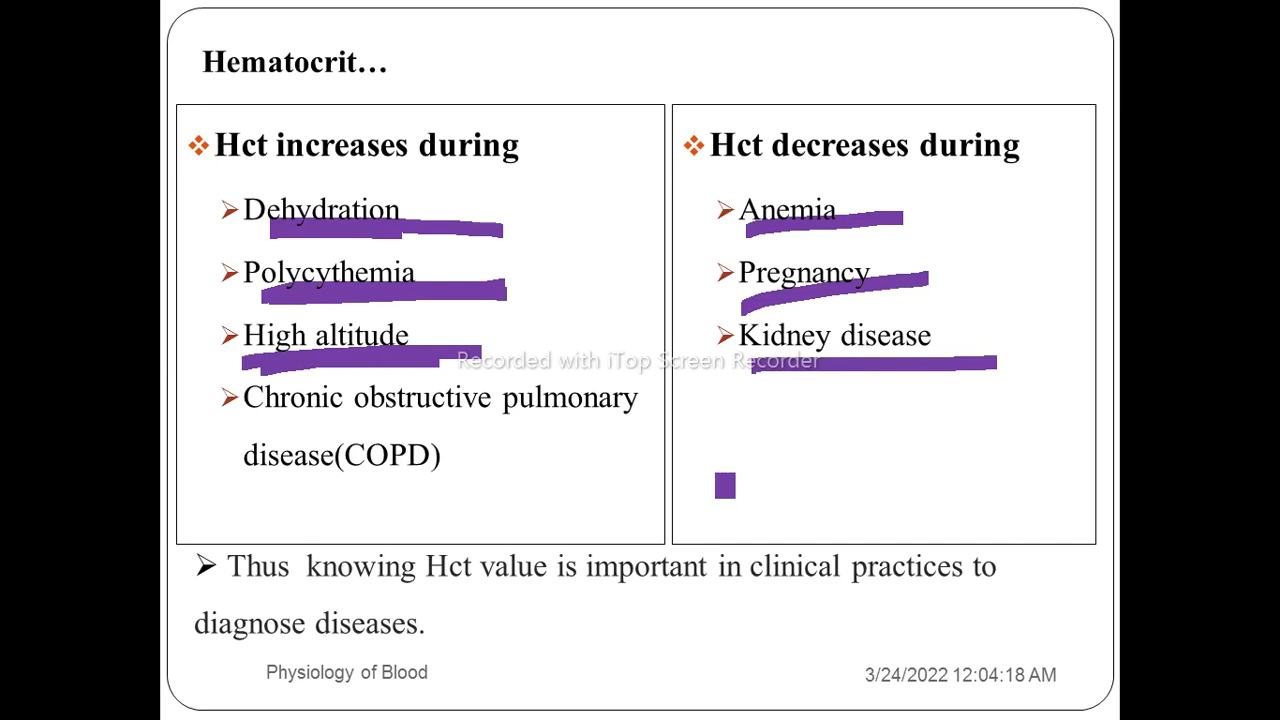 Hematocrit…
❖Hct increases during
➢Dehydration
➢Polycythemia
➢High altitude
➢Chronic obstructive pulmonary
disease(COPD)
❖Hct decreases during
➢Anemia
➢Pregnancy
➢Kidney disease
Recorded with iTop Screen Recorder
➢ Thus knowing Hct value is important in clinical practices to
diagnose diseases.
Physiology of Blood
3/24/2022 12:04:18 AM